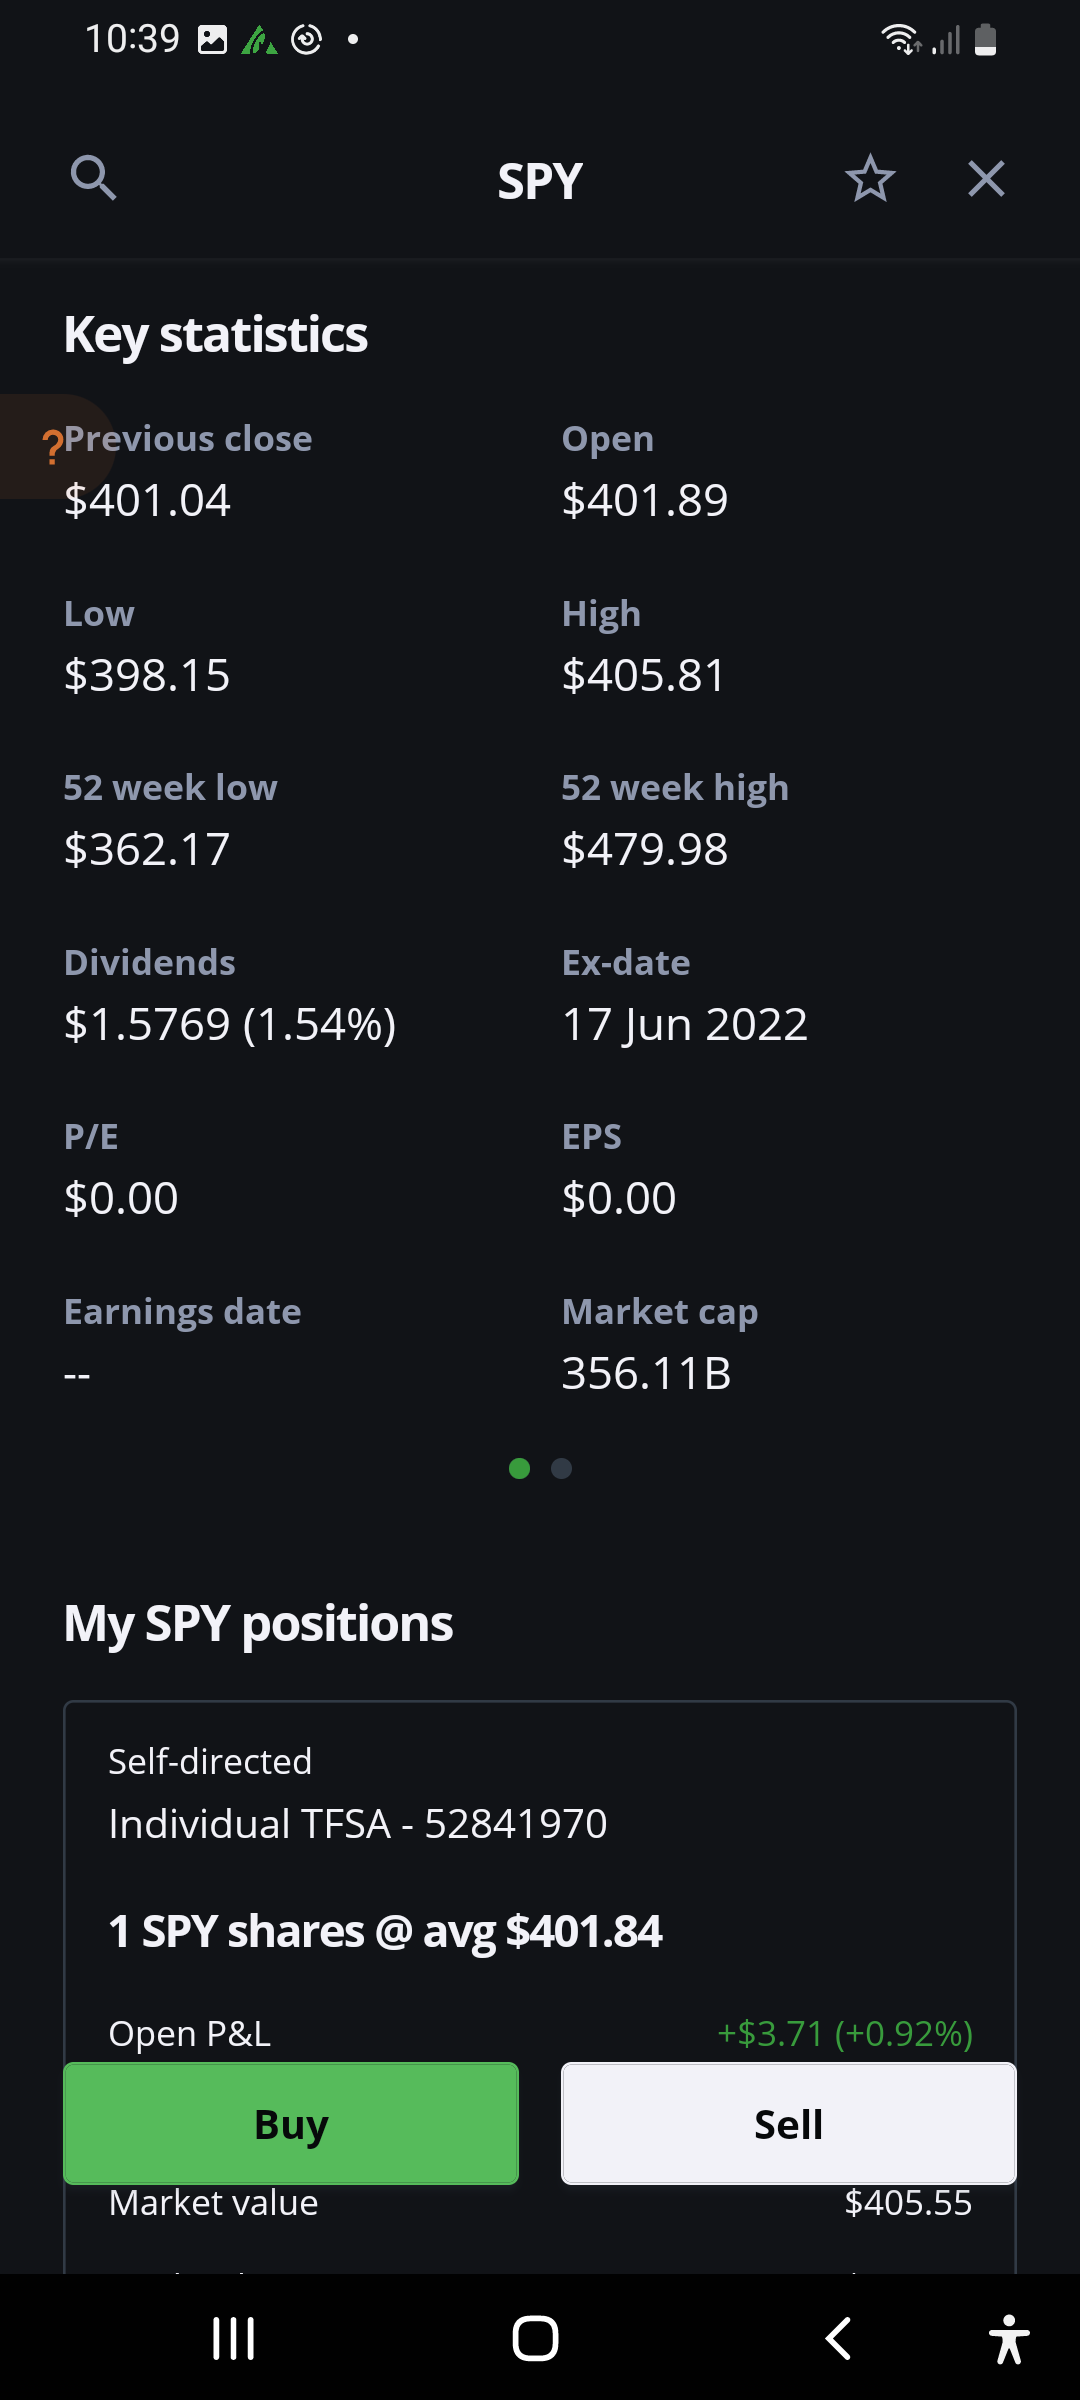 10:39
SPY
Key statistics
?
Previous close
Open
$401.04
$401.89
Low
High
$398.15
$405.81
52 week low
52 week high
$362.17
$479.98
Dividends
Ex-date
$1.5769 (1.54%)
17 Jun 2022
P/E
EPS
$0.00
$0.00
Earnings date
Market cap
--
356.11B
My SPY positions
Self-directed
Individual TFSA - 52841970
1 SPY shares @ avg $401.84
Open P&L
+$3.71 (+0.92%)
Buy
Sell
Market value
$405.55